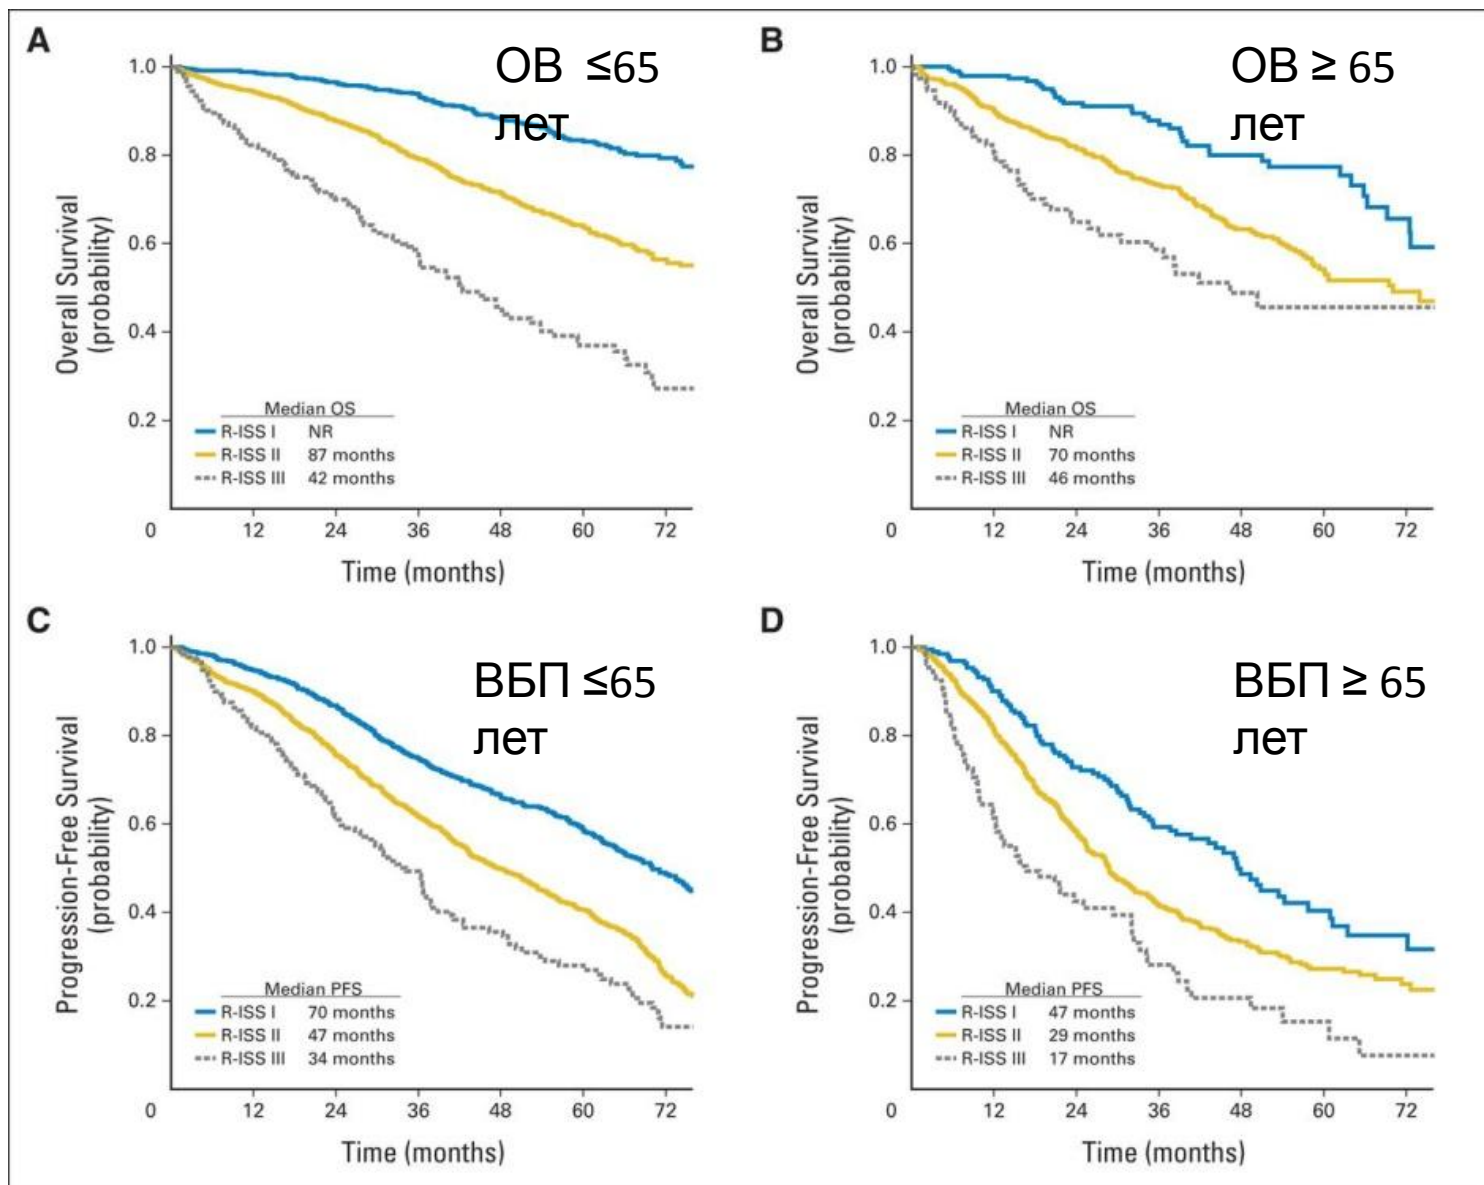 A
ОВ ≤65
лет
1.0
0.8
0.6
0.4
0.2
0
Overall Survival
(probability)
Median OS
R-ISS I NR
R-ISS II 87 months
R-ISS III 42 months
12 24 36 48 60 72
Time (months)
B
ОВ ≥ 65
лет
1.0
0.8
0.6
0.4
0.2
0
Overall Survival
(probability)
Median OS
R-ISS I NR
R-ISS II 70 months
R-ISS III 46 months
12 24 36 48 60 72
Time (months)
C
ВБП ≤65
лет
1.0
0.8
0.6
0.4
0.2
0
Progression-Free Survival
(probability)
Median PFS
R-ISS I 70 months
R-ISS II 47 months
R-ISS III 34 months
12 24 36 48 60 72
Time (months)
D
ВБП ≥ 65
лет
1.0
0.8
0.6
0.4
0.2
0
Progression-Free Survival
(probability)
Median PFS
R-ISS I 47 months
R-ISS II 29 months
R-ISS III 17 months
12 24 36 48 60 72
Time (months)